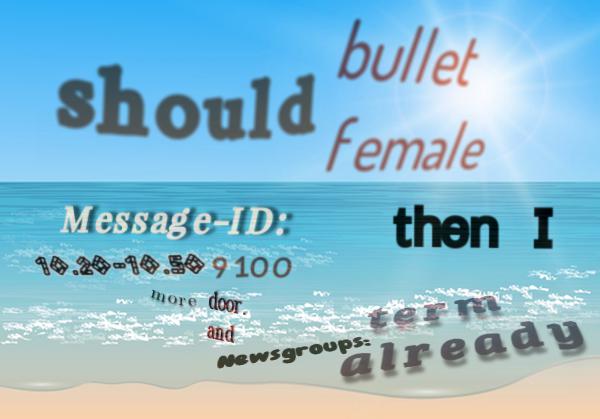 bullet
should
female
Message-ID:
then I
10.20-10.50 9100
more door.
and
term
Newsgroups: already